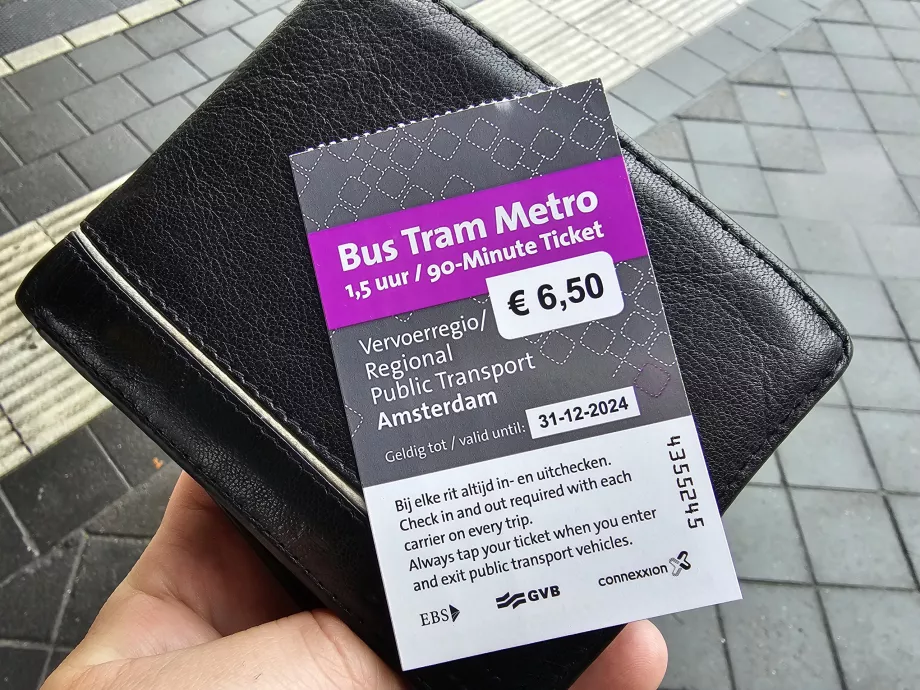 Bus Tram Metro
1,5 uur / 90-Minute Ticket
€ 6,50
Vervoerregio/
Regional
Public Transport
Amsterdam
Geldig tot / valid until: 31-12-2024
Bij elke rit altijd in- en uitchecken.
Check in and out required with each
carrier on every trip.
Always tap your ticket when you enter
and exit public transport vehicles.
4355245
EBS GVB connexxion